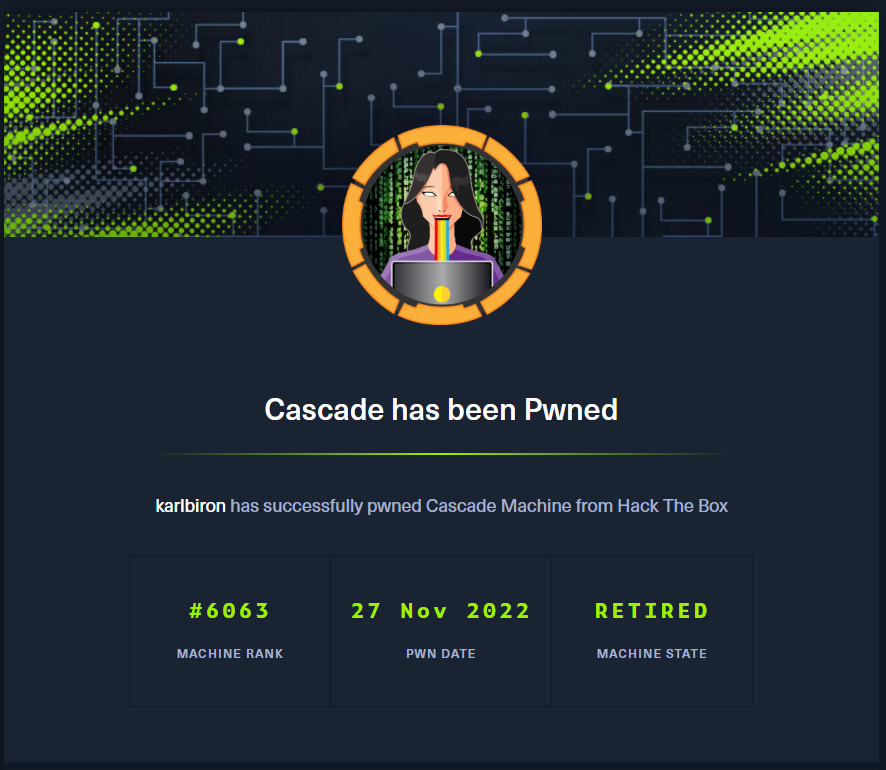 Cascade has been Pwned
karlbiron has successfully pwned Cascade Machine from Hack The Box
#6063 27 Nov 2022 RETIRED
MACHINE RANK PWN DATE MACHINE STATE